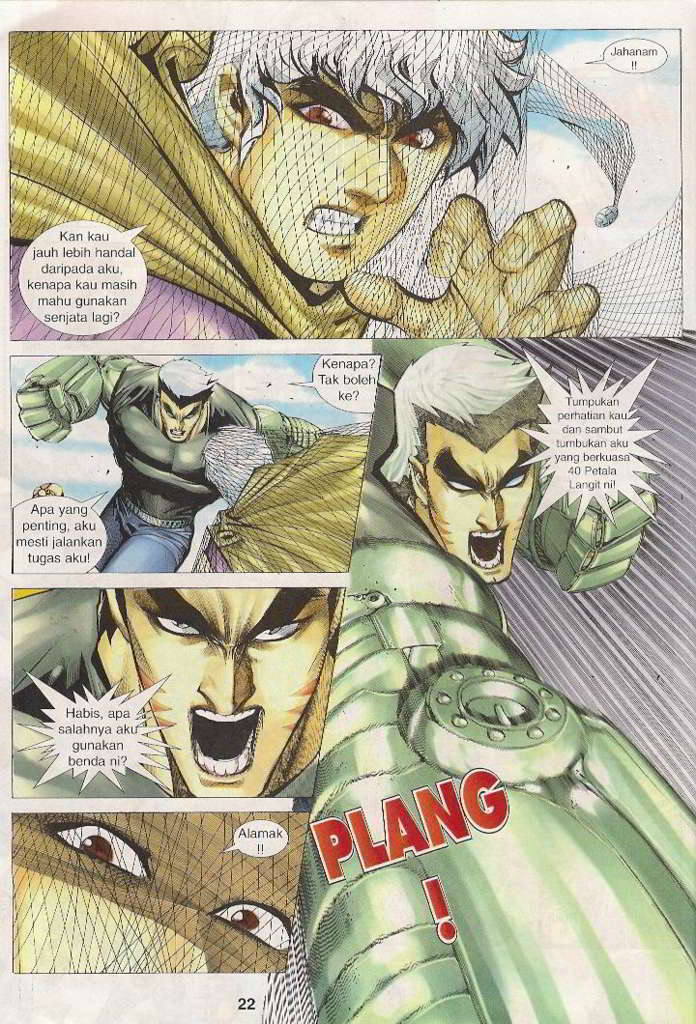 Jahanam
!!
Kan kau
jauh lebih handal
daripada aku,
kenapa kau masih
mahu gunakan
senjata lagi?
Kenapa?
Tak boleh
ke?
Apa yang
penting, aku
mesti jalankan
tugas aku!
Tumpukan
perhatian kau
dan sambut
tumbukan aku
yang berkuasa
40 Petala
Langit ni!
Habis, apa
salahnya aku
gunakan
benda ni?
Alamak
!!
PLANG
!
22